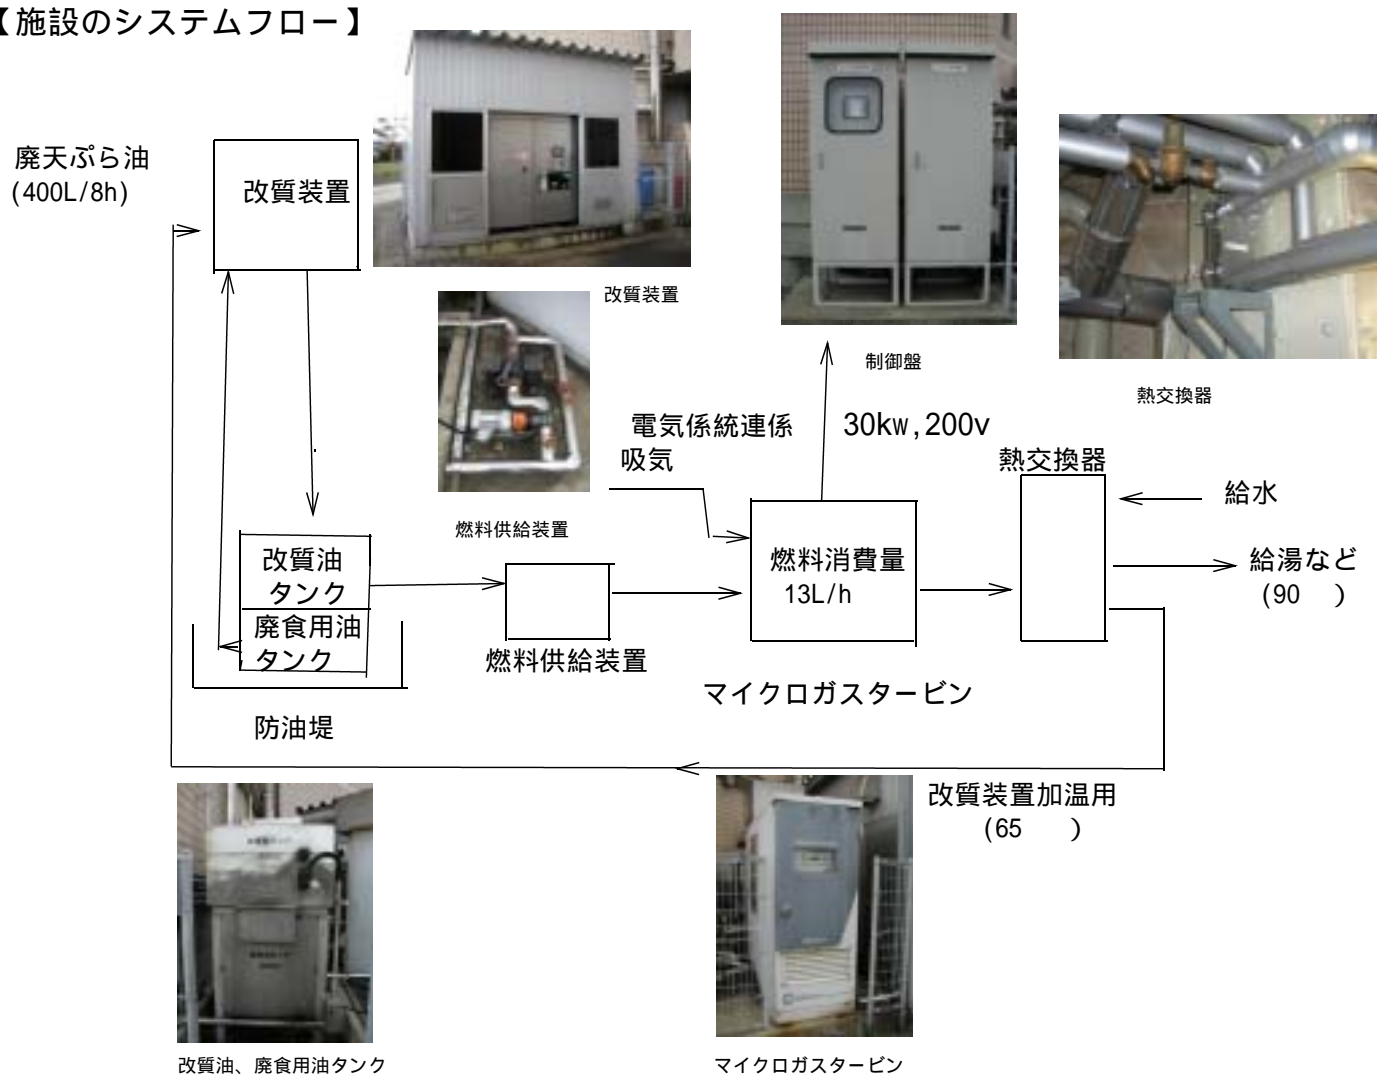 【施設のシステムフロー】
廃天ぷら油
(400L/8h)
改質装置
改質装置
制御盤
熱交換器
電気系統連係
30kw,200v
吸気
熱交換器
給水
燃料供給装置
改質油
タンク
廃食用油
タンク
燃料消費量
13L/h
給湯など
(90 )
燃料供給装置
マイクロガスタービン
防油堤
改質装置加温用
(65 )
改質油、廃食用油タンク
マイクロガスタービン